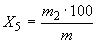 X₅ = m₂ · 100 / m